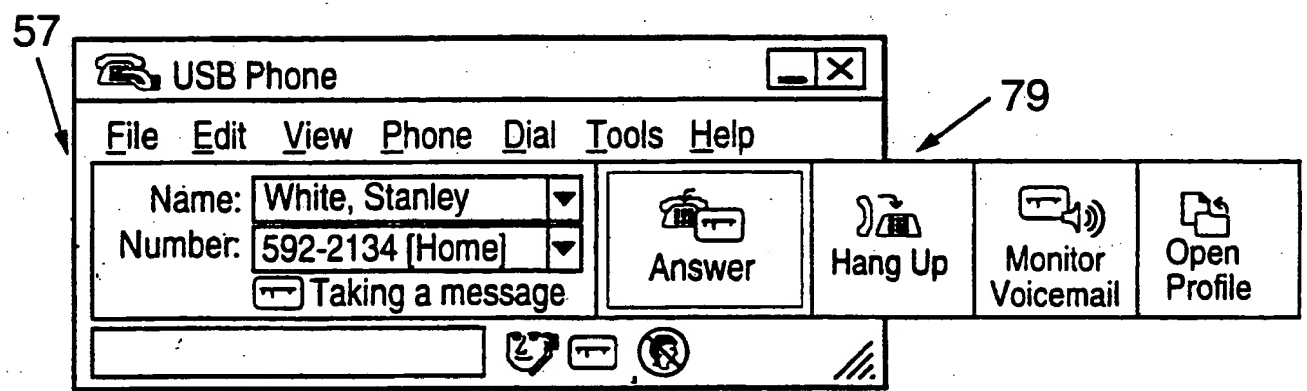 57
USB Phone
79
File Edit View Phone Dial Tools Help
Name: White, Stanley
Number: 592-2134 [Home]
Taking a message
Answer
Hang Up
Monitor
Voicemail
Open
Profile